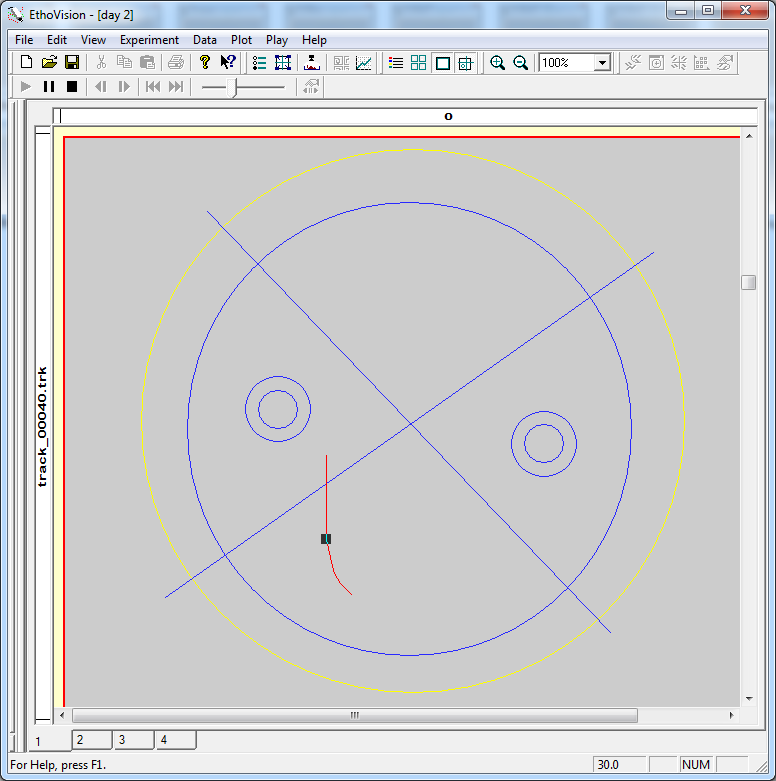 EthoVision - [day 2]
File Edit View Experiment Data Plot Play Help
100%
o
track_00040.trk
1 2 3 4
For Help, press F1. 30.0 NUM